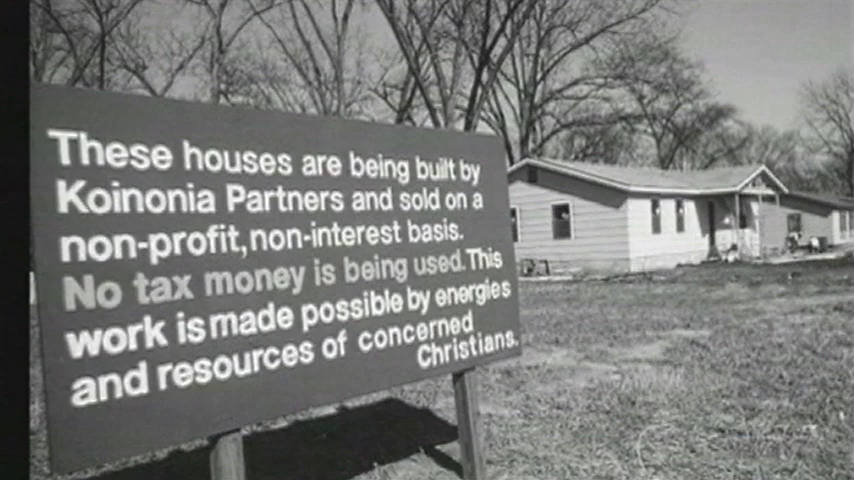 These houses are being built by
Koinonia Partners and sold on a
non-profit, non-interest basis.
No tax money is being used. This
work is made possible by energies
and resources of concerned
Christians.